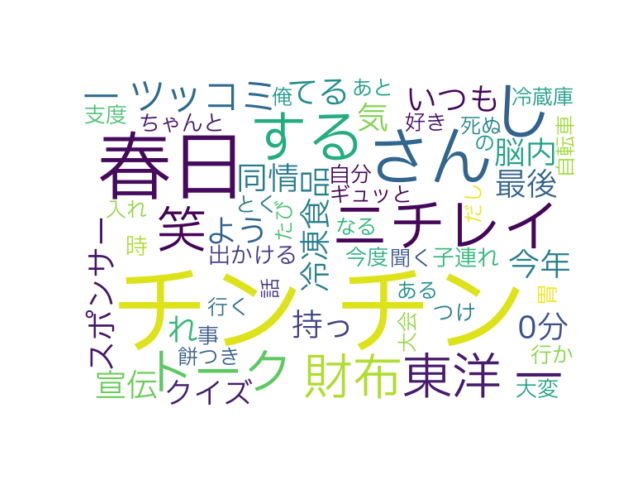 一 ツッコミ てる あと いつも し 冷蔵庫
支度 俺 好き 死ぬ
ちゃんと 気 の
春日 する さん 脳内 自転車
同情 品 自分 最後
入れ とく ギュッと だし
笑 よう たび なる ニチレイ
時 出かける 冷凍食 今度 聞く 子連れ 今年
スポンサー チン チン
話 ある 胃
行く つけ
れ 事 持っ 大会 0分
餅つき
トーク 財布 東洋 一 行か
宣伝 クイズ 大変